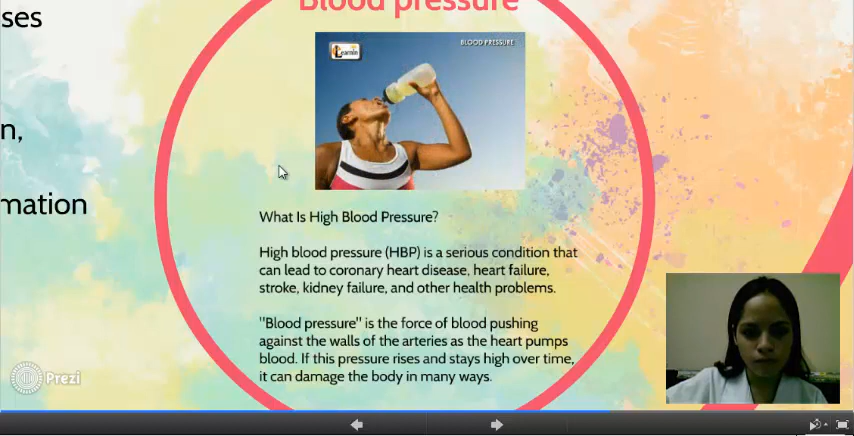 Blood pressure
ses
n,
mation
Learnin
BLOOD PRESSURE
What Is High Blood Pressure?
High blood pressure (HBP) is a serious condition that
can lead to coronary heart disease, heart failure,
stroke, kidney failure, and other health problems.
"Blood pressure" is the force of blood pushing
against the walls of the arteries as the heart pumps
blood. If this pressure rises and stays high over time,
it can damage the body in many ways.
Prezi